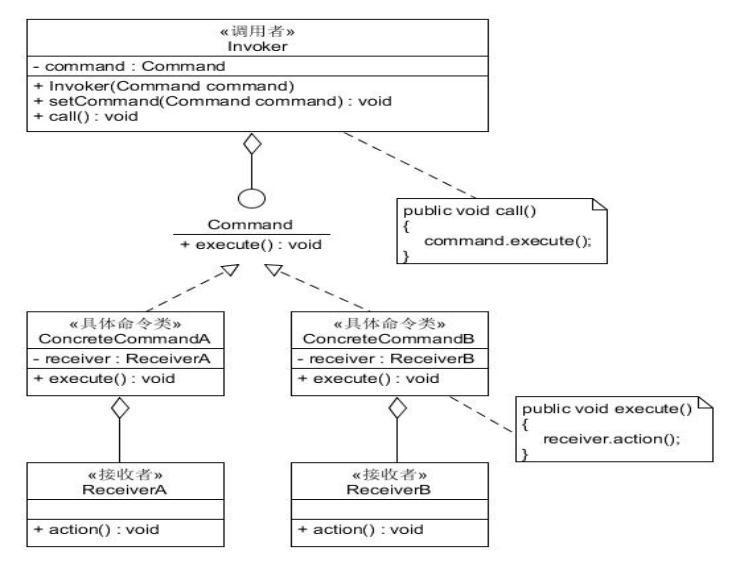 «调用者»
Invoker
- command : Command
+ Invoker(Command command)
+ setCommand(Command command) : void
+ call() : void
public void call()
{
command.execute();
}
Command
+ execute() : void
«具体命令类»
ConcreteCommandA
- receiver : ReceiverA
+ execute() : void
«具体命令类»
ConcreteCommandB
- receiver : ReceiverB
+ execute() : void
public void execute()
{
receiver.action();
}
«接收者»
ReceiverA
+ action() : void
«接收者»
ReceiverB
+ action() : void